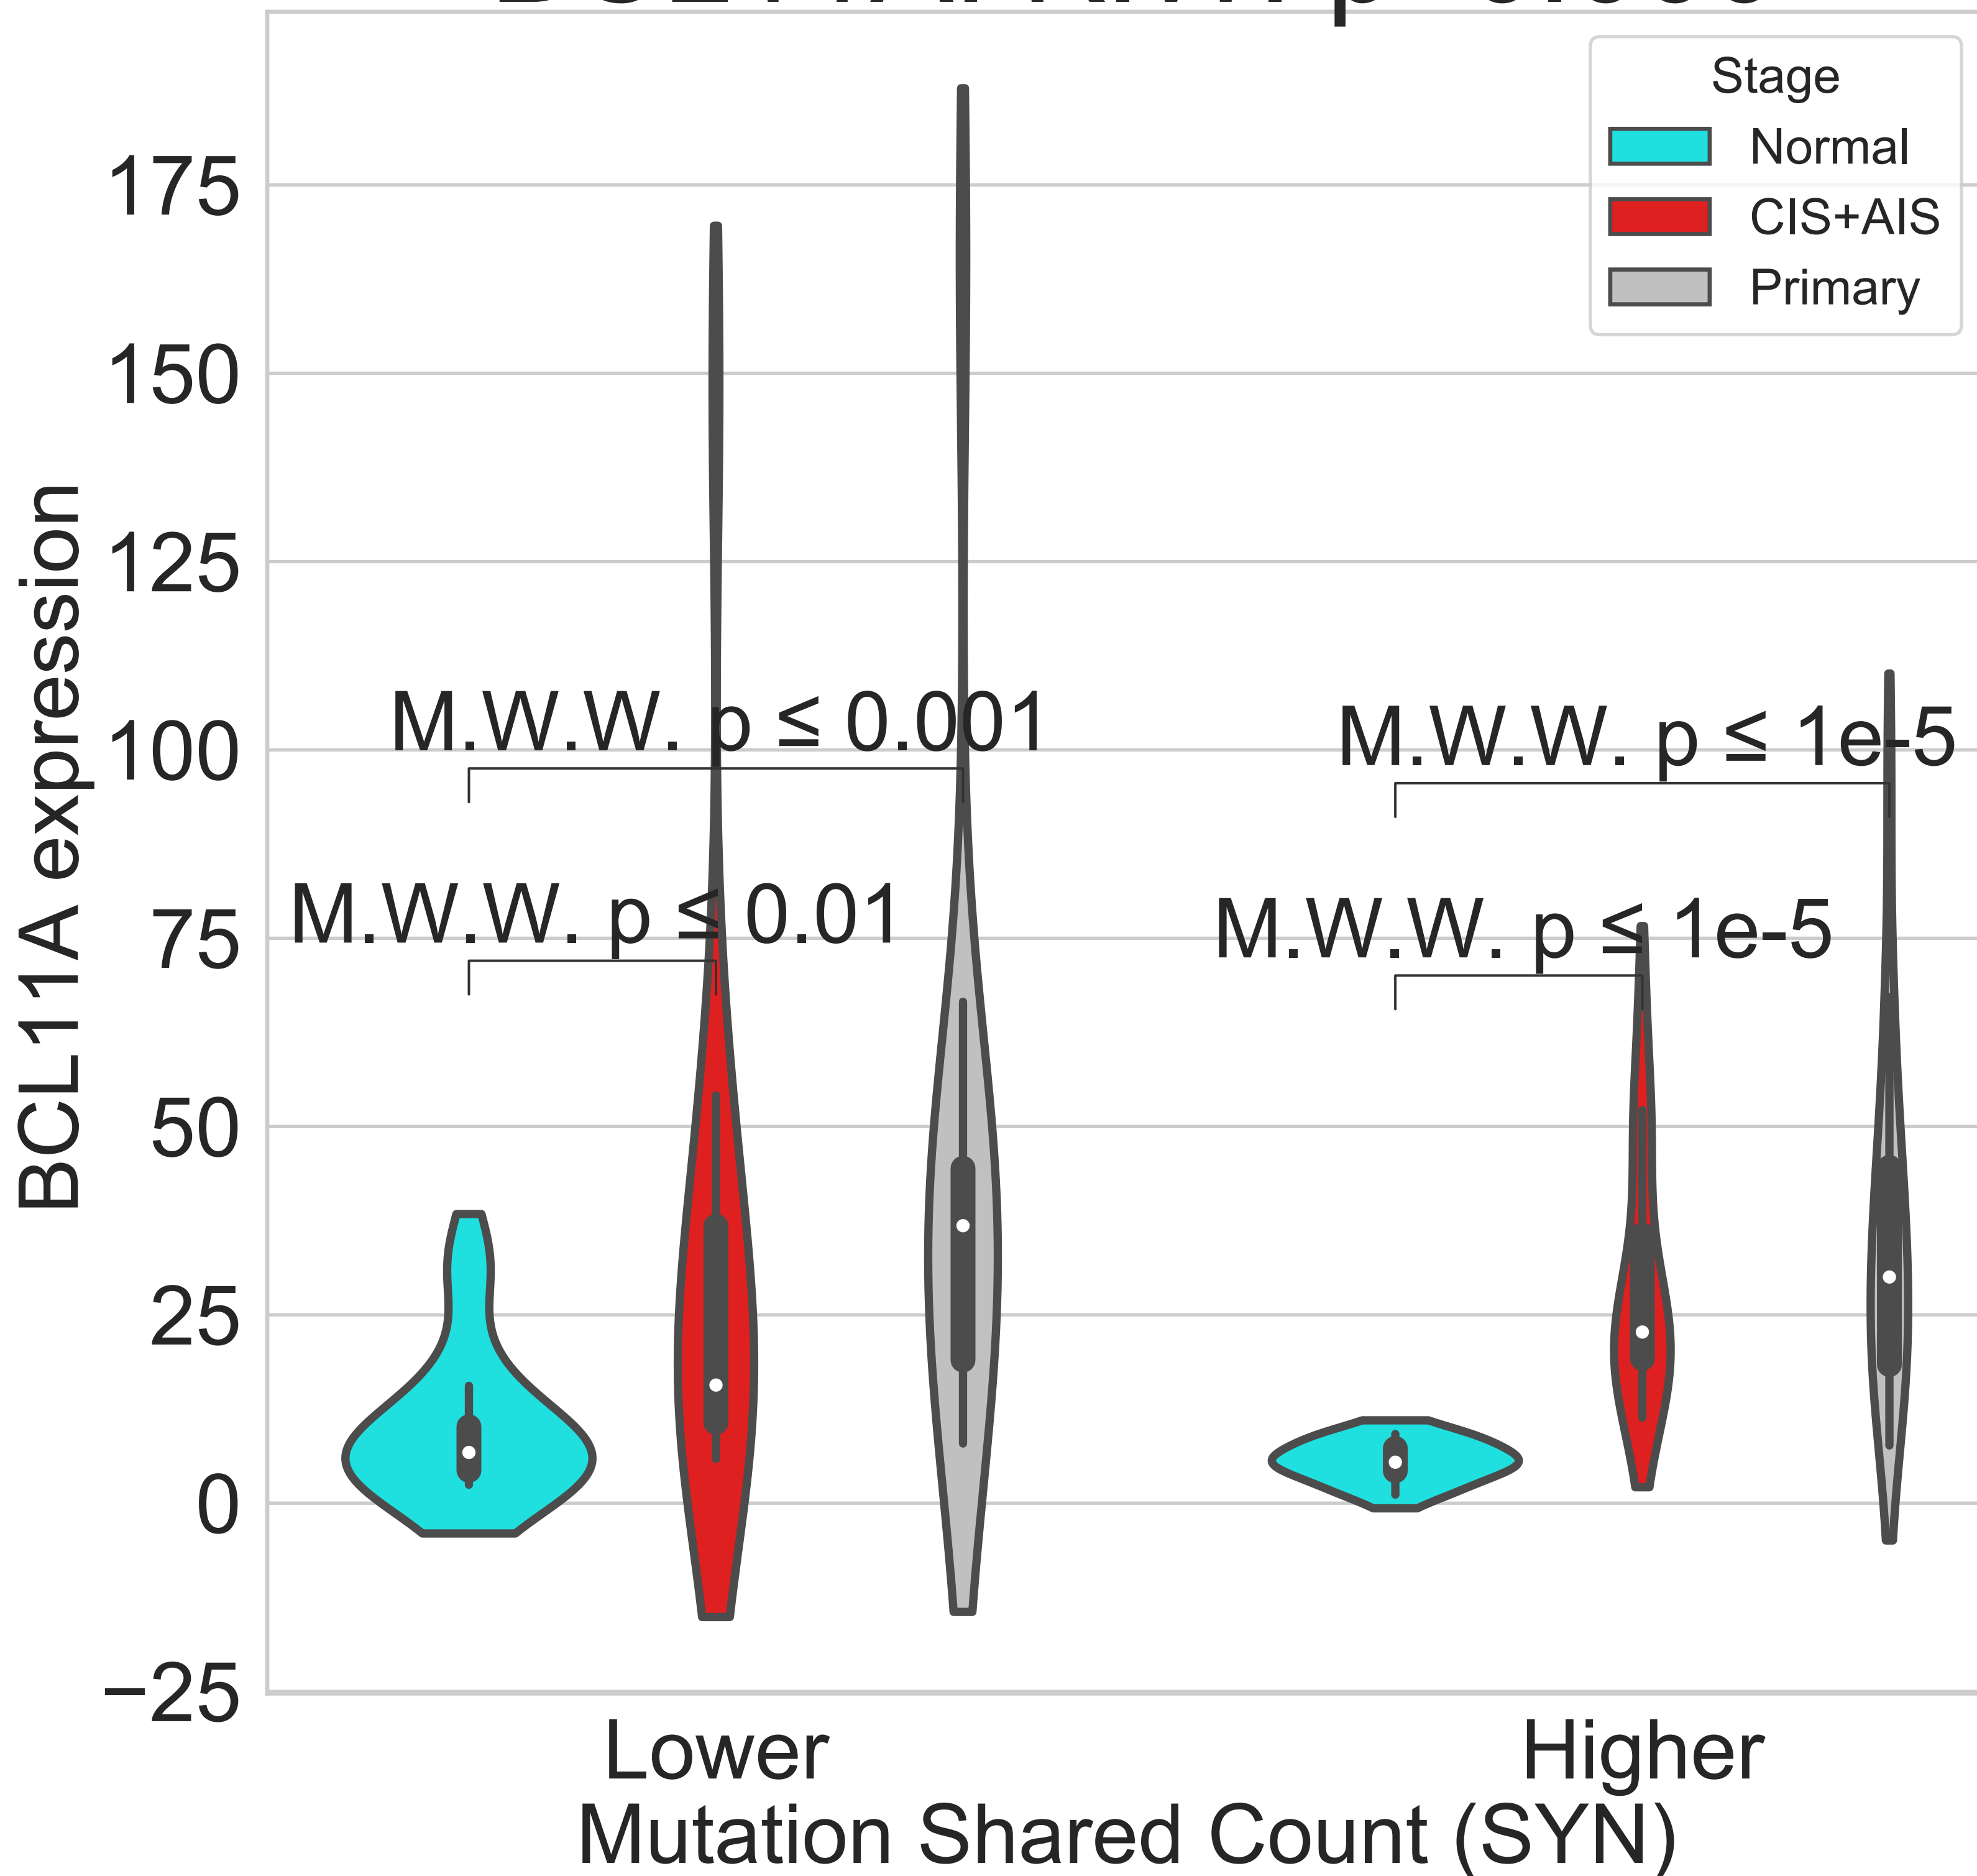 Stage
Normal
CIS+AIS
Primary
175
150
125
100
75
50
25
0
−25
BCL11A expression
M.W.W. p ≤ 0.001
M.W.W. p ≤ 1e-5
M.W.W. p ≤ 0.01
M.W.W. p ≤ 1e-5
Lower
Higher
Mutation Shared Count (SYN)